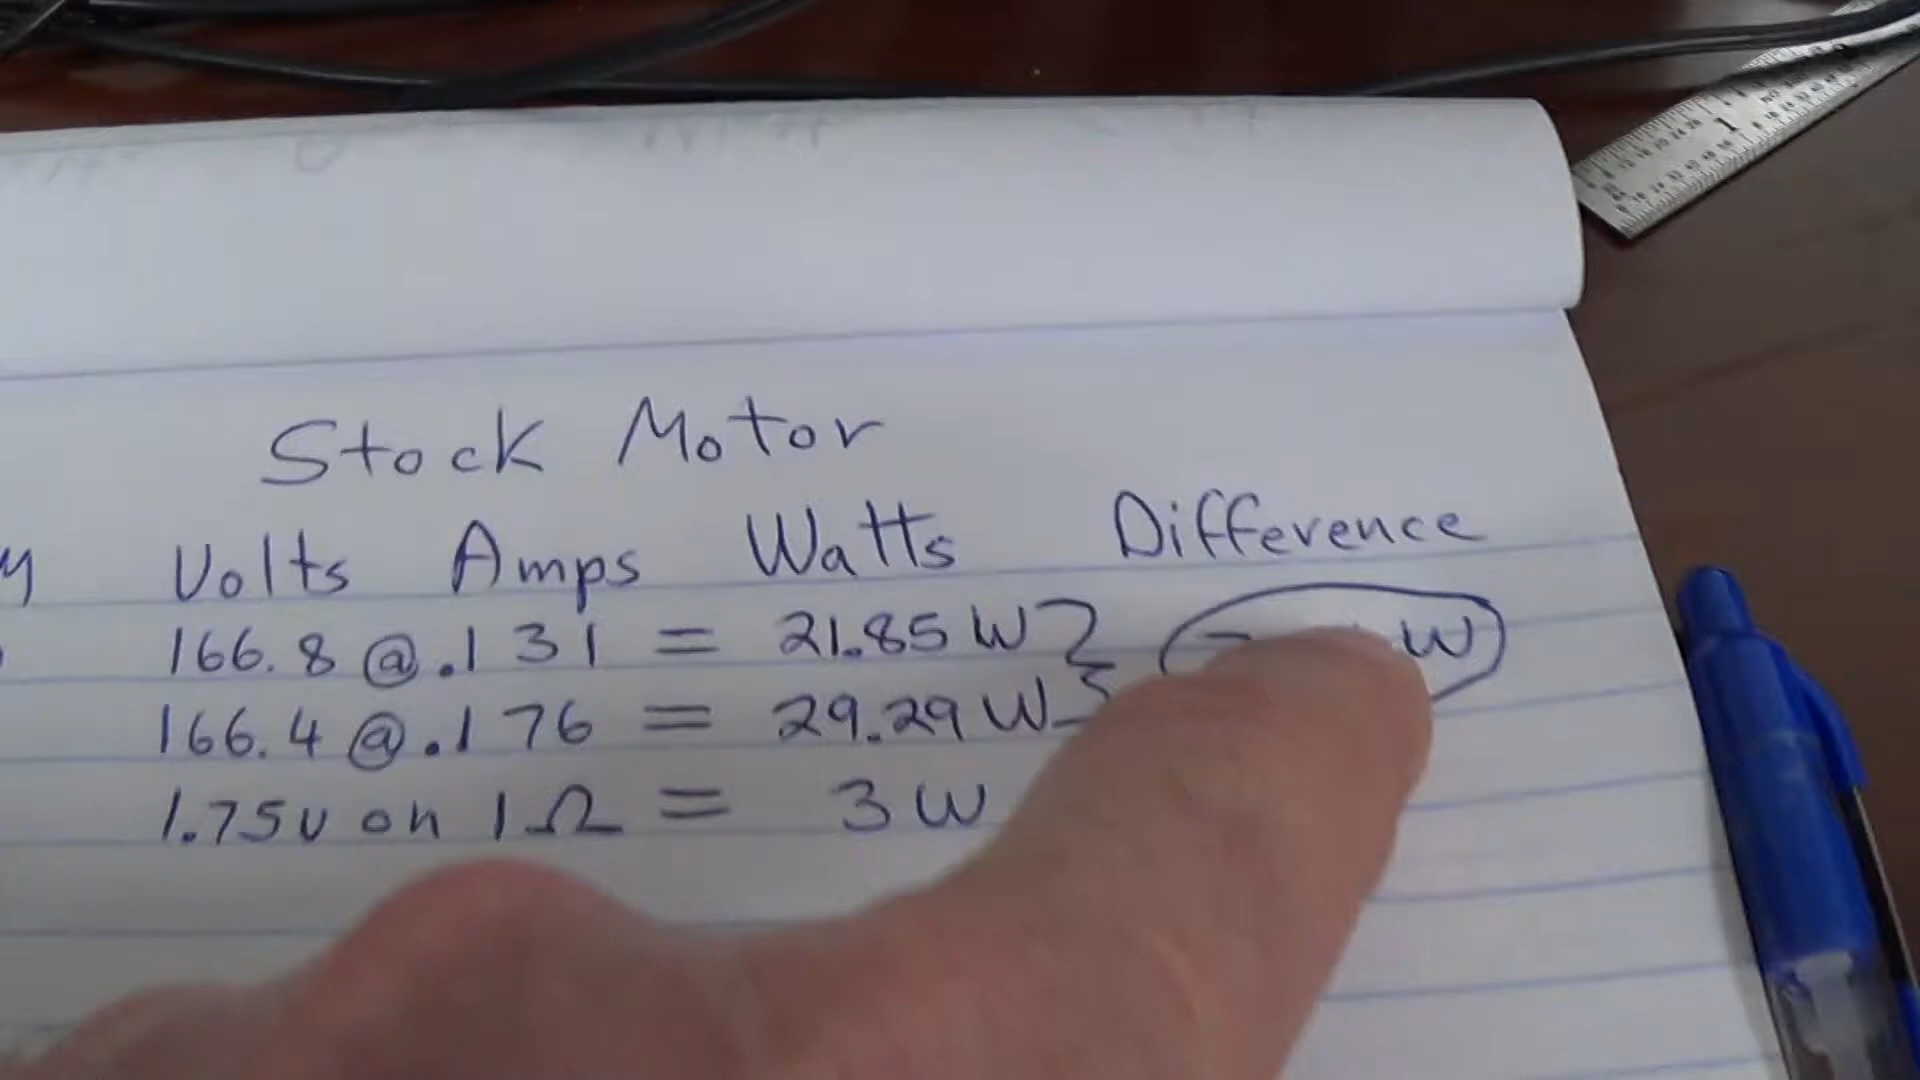 Stock Motor
Volts Amps Watts Difference
166.8 @ .131 = 21.85 W W
166.4 @ .176 = 29.29 W
1.75v on 1Ω = 3 W
1